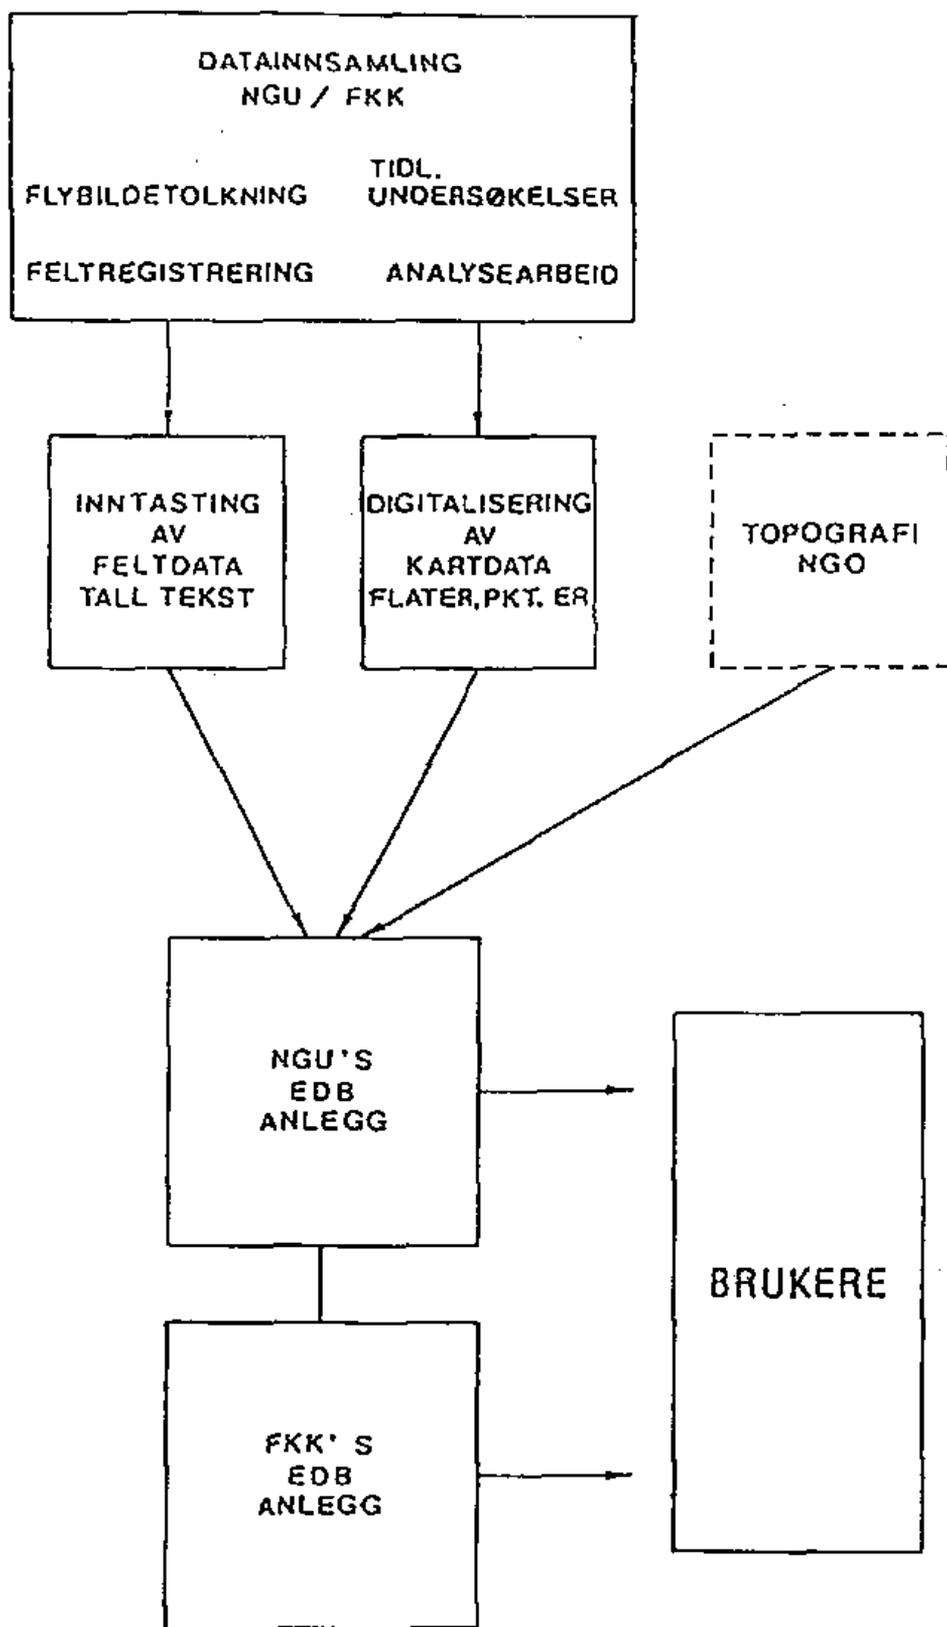 DATAINNSAMLING
NGU / FKK
FLYBILDETOLKNING
TIDL.
UNDERSØKELSER
FELTREGISTRERING
ANALYSEARBEID
INNTASTING
AV
FELTDATA
TALL TEKST
DIGITALISERING
AV
KARTDATA
FLATER, PKT. ER
TOPOGRAFI
NGO
NGU'S
EDB
ANLEGG
BRUKERE
FKK'S
EDB
ANLEGG